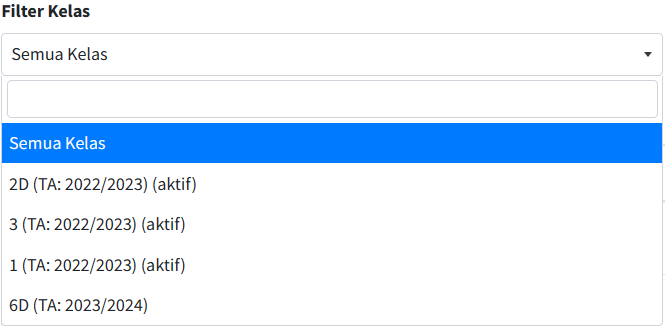 Filter Kelas
Semua Kelas
Semua Kelas
2D (TA: 2022/2023) (aktif)
3 (TA: 2022/2023) (aktif)
1 (TA: 2022/2023) (aktif)
6D (TA: 2023/2024)